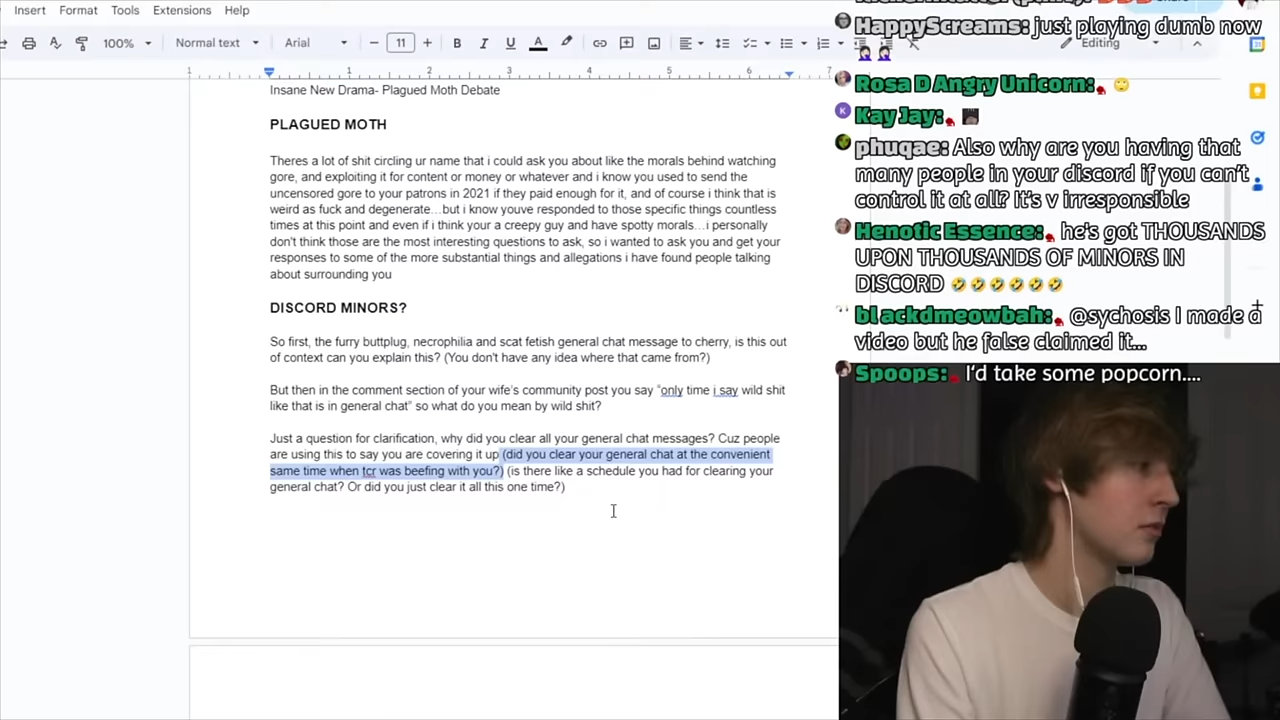 Insert Format Tools Extensions Help
100% Normal text Arial 11 B I U A Editing
1 1 2 3 4 5 6 7
Insane New Drama- Plagued Moth Debate
PLAGUED MOTH
Theres a lot of shit circling ur name that i could ask you about like the morals behind watching
gore, and exploiting it for content or money or whatever and i know you used to send the
uncensored gore to your patrons in 2021 if they paid enough for it, and of course i think that is
weird as fuck and degenerate…but i know youve responded to those specific things countless
times at this point and even if i think your a creepy guy and have spotty morals…i personally
don't think those are the most interesting questions to ask, so i wanted to ask you and get your
responses to some of the more substantial things and allegations i have found people talking
about surrounding you
DISCORD MINORS?
So first, the furry buttplug, necrophilia and scat fetish general chat message to cherry, is this out
of context can you explain this? (You don't have any idea where that came from?)
But then in the comment section of your wife's community post you say “only time i say wild shit
like that is in general chat” so what do you mean by wild shit?
Just a question for clarification, why did you clear all your general chat messages? Cuz people
are using this to say you are covering it up (did you clear your general chat at the convenient
same time when tcr was beefing with you?) (is there like a schedule you had for clearing your
general chat? Or did you just clear it all this one time?)
HappyScreams: just playing dumb now
Rosa D Angry Unicorn:
Kay Jay:
K
phuqae: Also why are you having that
many people in your discord if you can't
control it at all? It's v irresponsible
Henotic Essence: he's got THOUSANDS
UPON THOUSANDS OF MINORS IN
DISCORD 🤣🤣🤣🤣🤣🤣
bl ackdmeowbah: @sychosis I made a
video but he false claimed it...
Spoops: I'd take some popcorn....